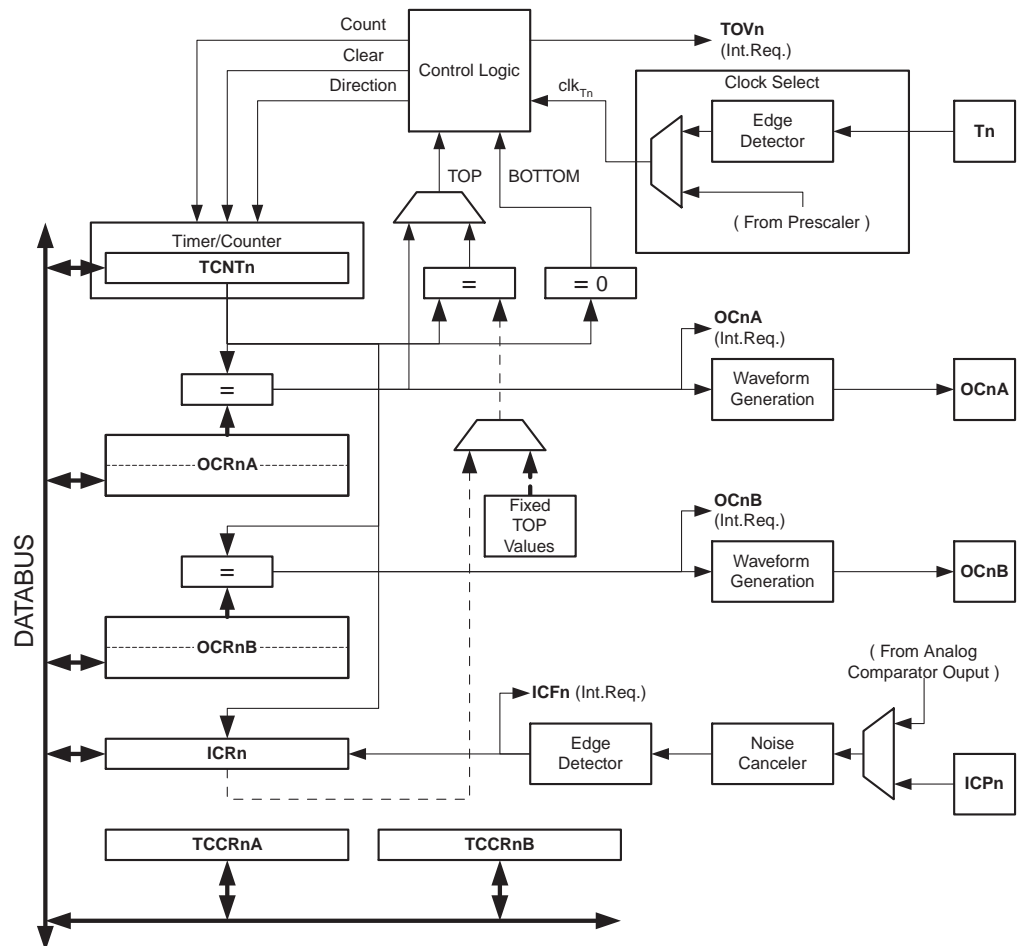 Count
Clear
Direction
Control Logic
TOVn
(Int.Req.)
clkTn
Clock Select
Edge
Detector
Tn
( From Prescaler )
TOP
BOTTOM
Timer/Counter
TCNTn
=
= 0
OCnA
(Int.Req.)
=
Waveform
Generation
OCnA
OCRnA
Fixed
TOP
Values
OCnB
(Int.Req.)
=
Waveform
Generation
OCnB
OCRnB
DATABUS
( From Analog
Comparator Ouput )
ICFn (Int.Req.)
ICRn
Edge
Detector
Noise
Canceler
ICPn
TCCRnA
TCCRnB